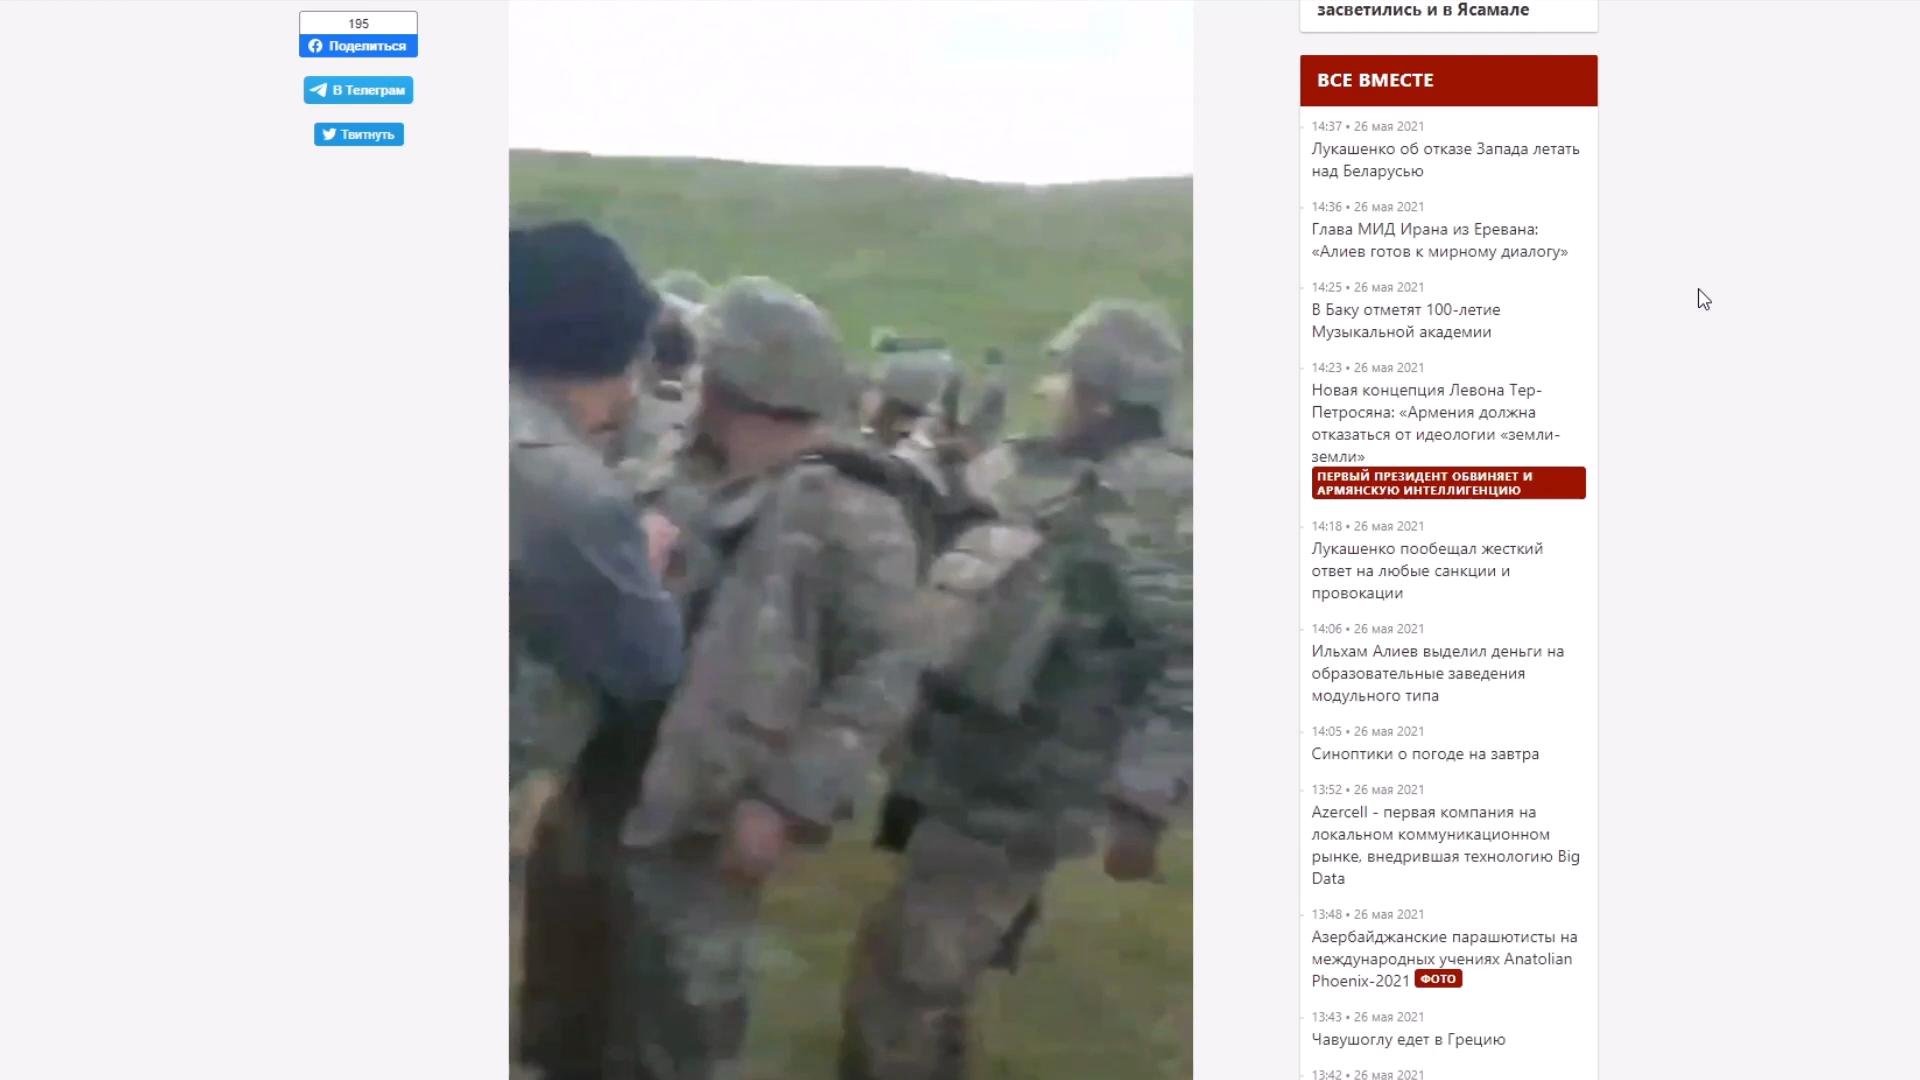 195
Поделиться
В Телеграм
Твитнуть
засветились и в Ясамале
ВСЕ ВМЕСТЕ
14:37 • 26 мая 2021
Лукашенко об отказе Запада летать
над Беларусью
14:36 • 26 мая 2021
Глава МИД Ирана из Еревана:
«Алиев готов к мирному диалогу»
14:25 • 26 мая 2021
В Баку отметят 100-летие
Музыкальной академии
14:23 • 26 мая 2021
Новая концепция Левона Тер-
Петросяна: «Армения должна
отказаться от идеологии «земли-
земли»
ПЕРВЫЙ ПРЕЗИДЕНТ ОБВИНЯЕТ И
АРМЯНСКУЮ ИНТЕЛЛИГЕНЦИЮ
14:18 • 26 мая 2021
Лукашенко пообещал жесткий
ответ на любые санкции и
провокации
14:06 • 26 мая 2021
Ильхам Алиев выделил деньги на
образовательные заведения
модульного типа
14:05 • 26 мая 2021
Синоптики о погоде на завтра
13:52 • 26 мая 2021
Azercell - первая компания на
локальном коммуникационном
рынке, внедрившая технологию Big
Data
13:48 • 26 мая 2021
Азербайджанские парашютисты на
международных учениях Anatolian
Phoenix-2021 ФОТО
13:43 • 26 мая 2021
Чавушоглу едет в Грецию
13:42 • 26 мая 2021